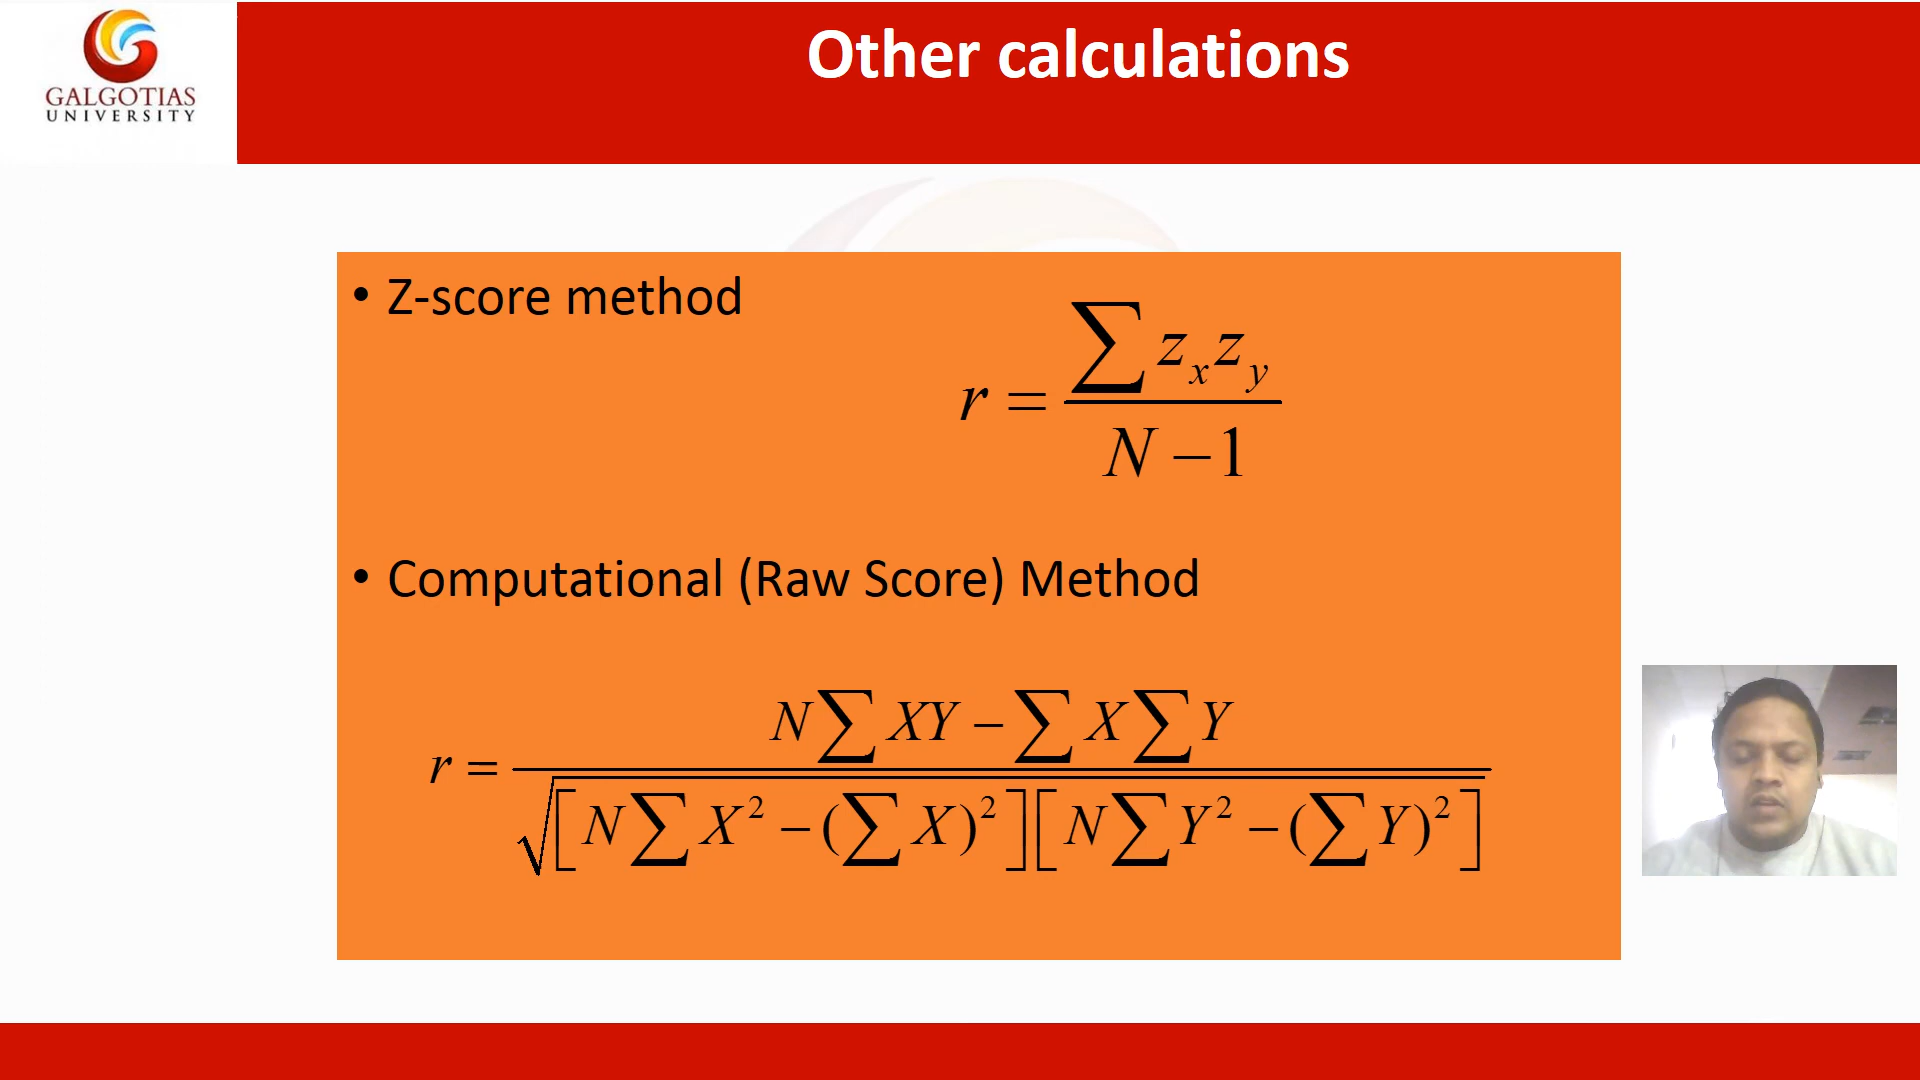 GALGOTIAS
UNIVERSITY
Other calculations
• Z-score method
r = ∑ z_x z_y / N − 1
• Computational (Raw Score) Method
r = N∑ XY − ∑ X∑ Y / √[N∑ X² − (∑ X)²][N∑ Y² − (∑ Y)²]